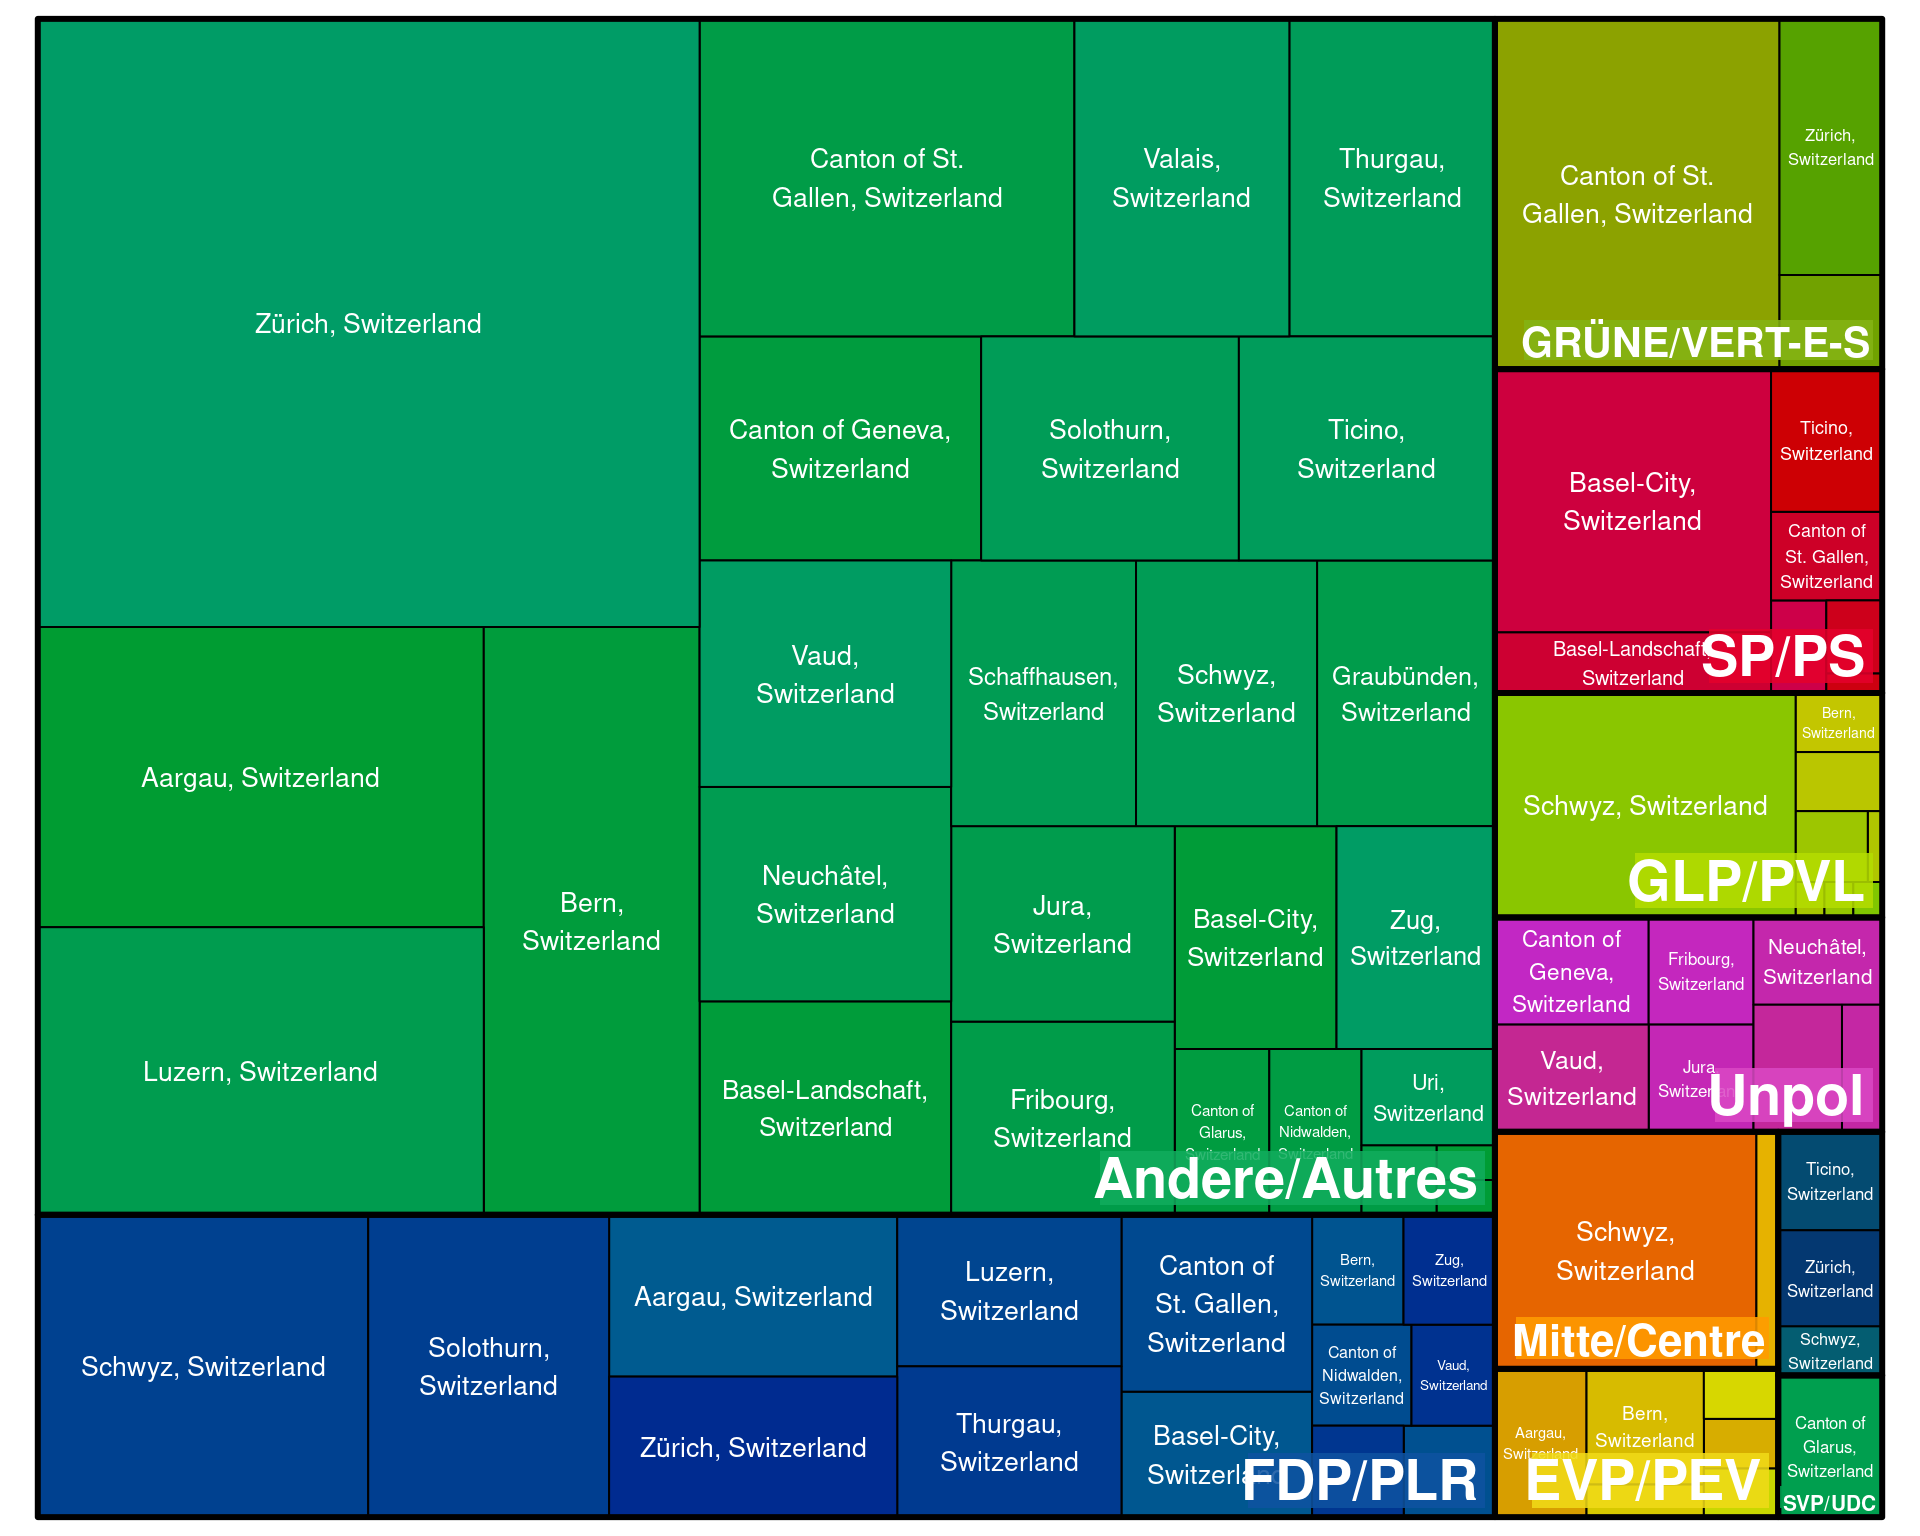 Zürich, Switzerland
Aargau, Switzerland
Luzern, Switzerland
Bern,
Switzerland
Canton of St.
Gallen, Switzerland
Valais,
Switzerland
Thurgau,
Switzerland
Canton of Geneva,
Switzerland
Solothurn,
Switzerland
Ticino,
Switzerland
Vaud,
Switzerland
Neuchâtel,
Switzerland
Basel-Landschaft,
Switzerland
Schaffhausen,
Switzerland
Schwyz,
Switzerland
Graubünden,
Switzerland
Jura,
Switzerland
Fribourg,
Switzerland
Basel-City,
Switzerland
Zug,
Switzerland
Canton of
Glarus,
Switzerland
Canton of
Nidwalden,
Switzerland
Uri,
Switzerland
Andere/Autres
Schwyz, Switzerland
Solothurn,
Switzerland
Aargau, Switzerland
Zürich, Switzerland
Luzern,
Switzerland
Thurgau,
Switzerland
Canton of
St. Gallen,
Switzerland
Basel-City,
Switzerland
Bern,
Switzerland
Zug,
Switzerland
Canton of
Nidwalden,
Switzerland
Vaud,
Switzerland
FDP/PLR
Canton of St.
Gallen, Switzerland
Zürich,
Switzerland
GRÜNE/VERT-E-S
Basel-City,
Switzerland
Basel-Landschaft,
Switzerland
Ticino,
Switzerland
Canton of
St. Gallen,
Switzerland
SP/PS
Schwyz, Switzerland
Bern,
Switzerland
GLP/PVL
Canton of
Geneva,
Switzerland
Vaud,
Switzerland
Fribourg,
Switzerland
Jura,
Switzerland
Neuchâtel,
Switzerland
Unpol
Schwyz,
Switzerland
Mitte/Centre
Ticino,
Switzerland
Zürich,
Switzerland
Schwyz,
Switzerland
Aargau,
Switzerland
Bern,
Switzerland
EVP/PEV
Canton of
Glarus,
Switzerland
SVP/UDC